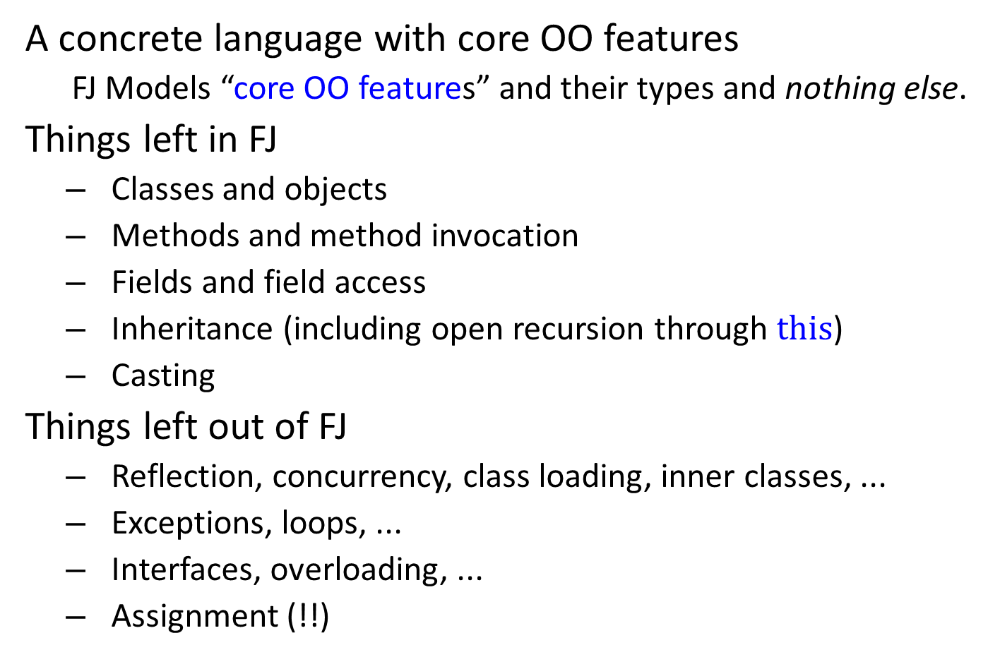 A concrete language with core OO features
FJ Models “core OO features” and their types and nothing else.
Things left in FJ
– Classes and objects
– Methods and method invocation
– Fields and field access
– Inheritance (including open recursion through this)
– Casting
Things left out of FJ
– Reflection, concurrency, class loading, inner classes, ...
– Exceptions, loops, ...
– Interfaces, overloading, ...
– Assignment (!!)